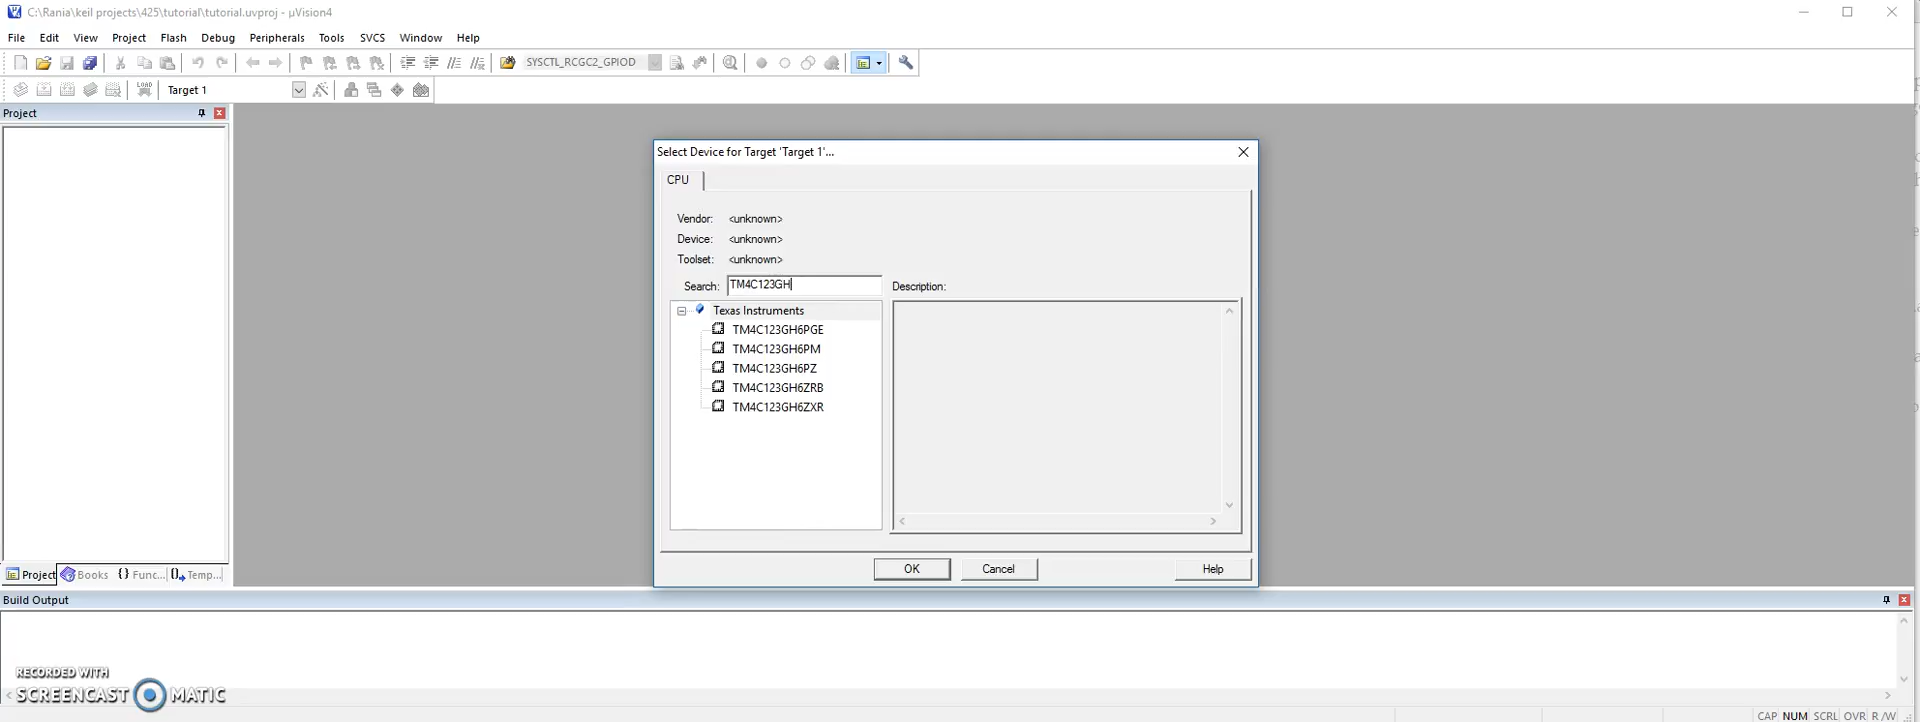 C:\Rania\keil projects\425\tutorial\tutorial.uvproj - µVision4
File Edit View Project Flash Debug Peripherals Tools SVCS Window Help
SYSCTL_RCGC2_GPIOD
LOAD Target 1
Project
Select Device for Target 'Target 1'...
CPU
Vendor: <unknown>
Device: <unknown>
Toolset: <unknown>
Search: TM4C123GH Description:
Texas Instruments
TM4C123GH6PGE
TM4C123GH6PM
TM4C123GH6PZ
TM4C123GH6ZRB
TM4C123GH6ZXR
OK Cancel Help
Project Books {} Func... Temp...
Build Output
RECORDED WITH
SCREENCAST MATIC
CAP NUM SCRL OVR R/W